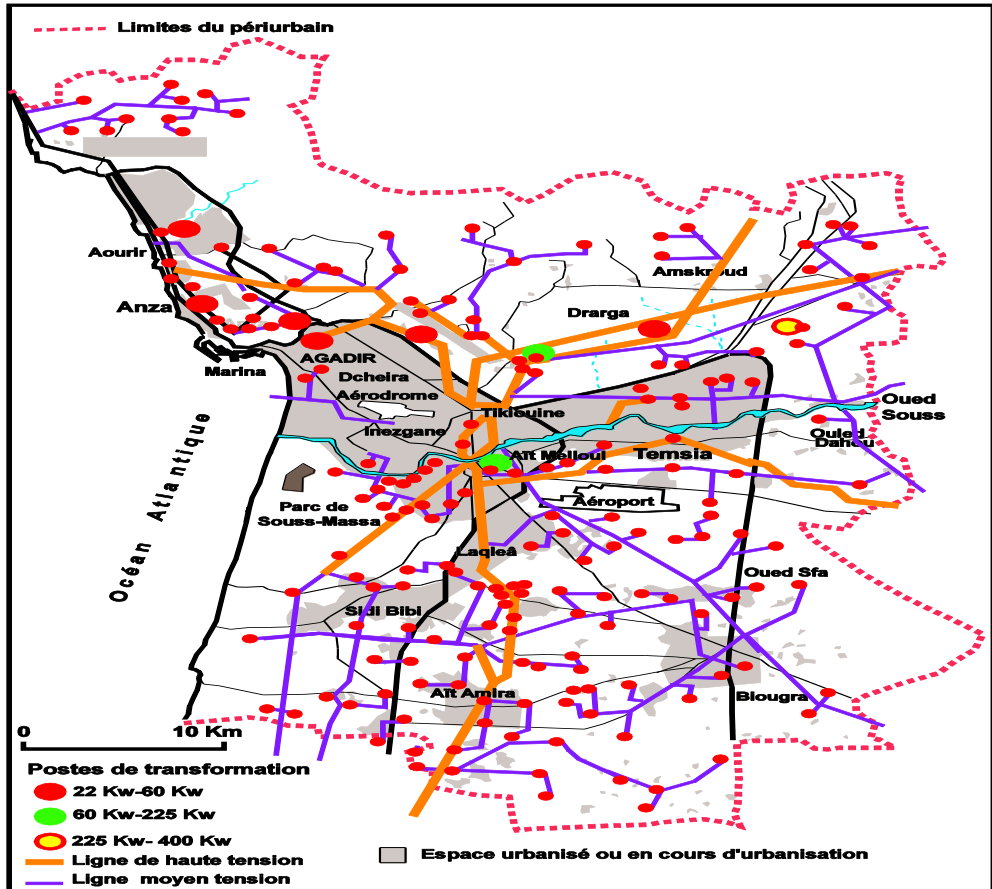 Limites du périurbain
Aourir
Anza
Amskroud
Drarga
AGADIR
Marina
Dcheira
Aérodrome
Tikiouine
Inezgane
Oued
Souss
Ouled
Dahou
Aït Melloul
Temsia
Aéroport
Parc de
Souss-Massa
Océan Atlantique
Laqleâ
Oued Sfa
Sidi Bibi
Aït Amira
Biougra
0 10 Km
Postes de transformation
22 Kw-60 Kw
60 Kw-225 Kw
225 Kw- 400 Kw
Ligne de haute tension
Ligne moyen tension
Espace urbanisé ou en cours d'urbanisation